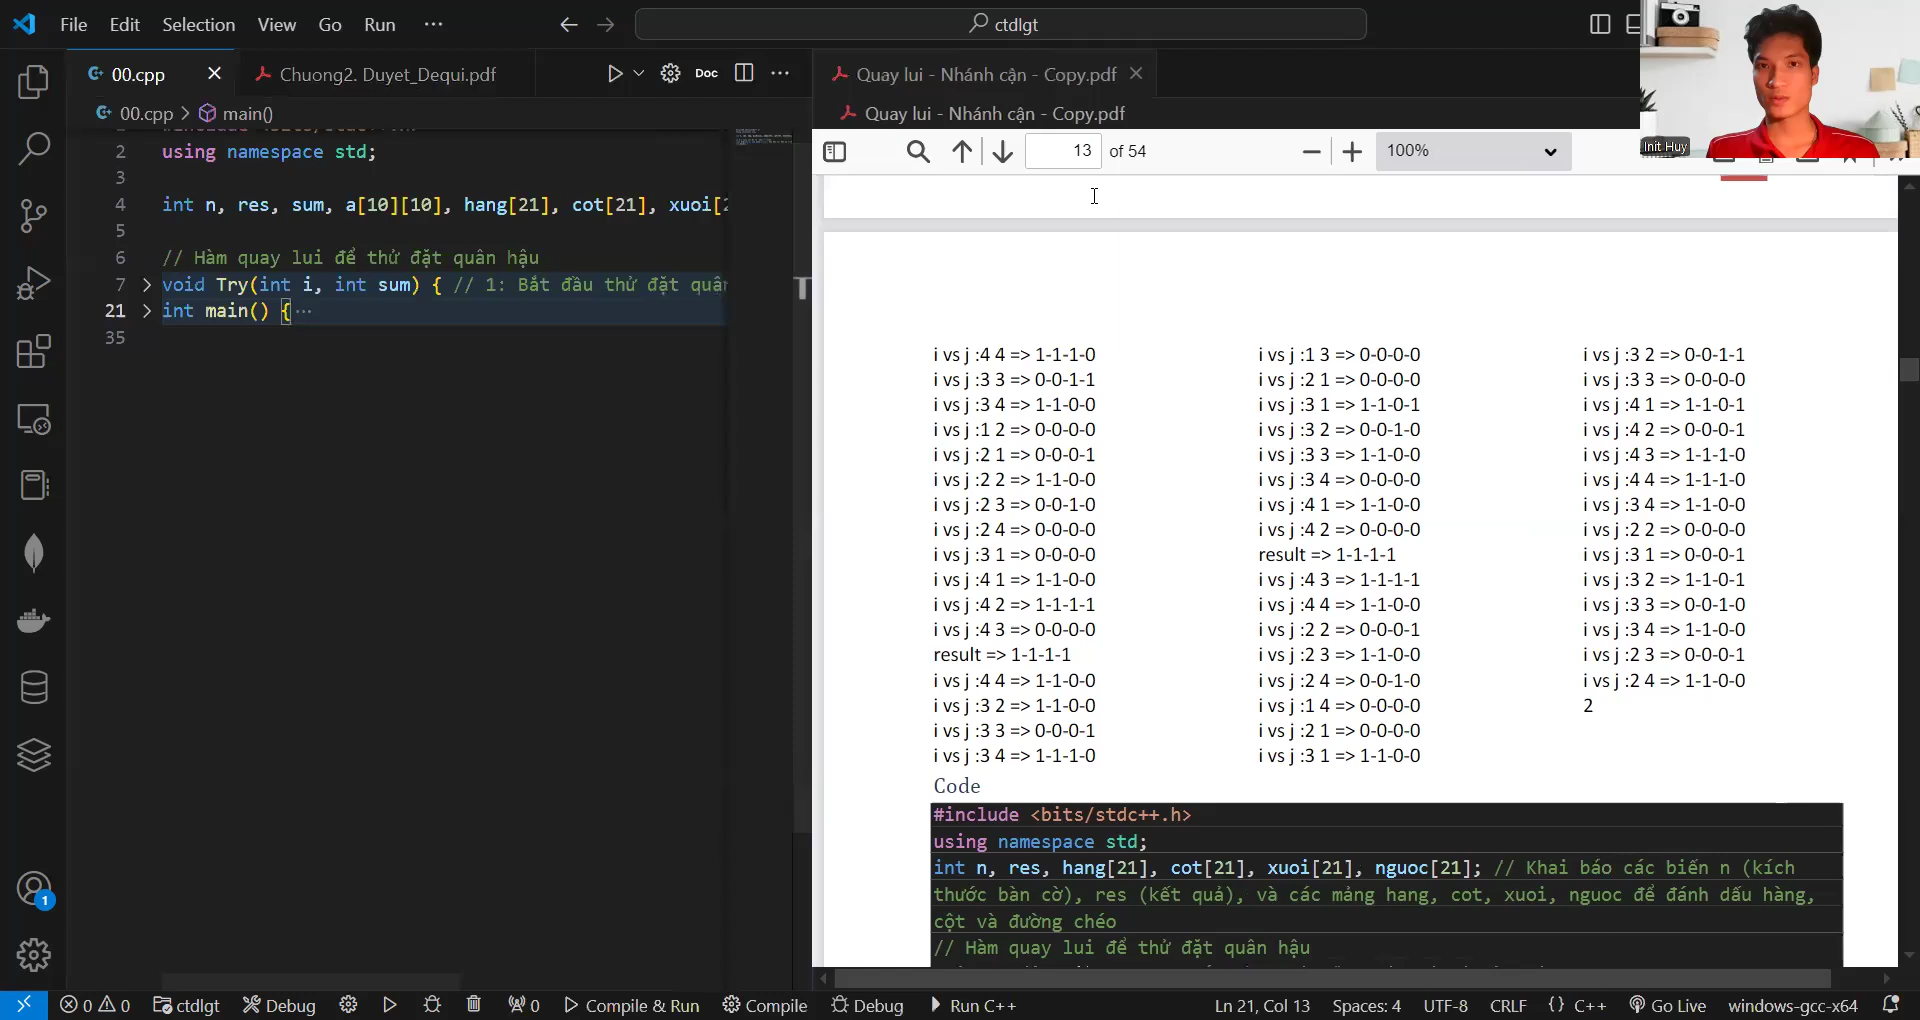 File Edit Selection View Go Run ···
ctdlgt
00.cpp
Chuong2. Duyet_Dequi.pdf
Doc
00.cpp > main()
2 using namespace std;
3
4 int n, res, sum, a[10][10], hang[21], cot[21], xuoi[2
5
6 // Hàm quay lui để thử đặt quân hậu
7 void Try(int i, int sum) { // 1: Bắt đầu thử đặt quân
21 int main() { ···
35
Quay lui - Nhánh cận - Copy.pdf
Quay lui - Nhánh cận - Copy.pdf
13 of 54
100%
Init Huy
i vs j :4 4 => 1-1-1-0
i vs j :3 3 => 0-0-1-1
i vs j :3 4 => 1-1-0-0
i vs j :1 2 => 0-0-0-0
i vs j :2 1 => 0-0-0-1
i vs j :2 2 => 1-1-0-0
i vs j :2 3 => 0-0-1-0
i vs j :2 4 => 0-0-0-0
i vs j :3 1 => 0-0-0-0
i vs j :4 1 => 1-1-0-0
i vs j :4 2 => 1-1-1-1
i vs j :4 3 => 0-0-0-0
result => 1-1-1-1
i vs j :4 4 => 1-1-0-0
i vs j :3 2 => 1-1-0-0
i vs j :3 3 => 0-0-0-1
i vs j :3 4 => 1-1-1-0
i vs j :1 3 => 0-0-0-0
i vs j :2 1 => 0-0-0-0
i vs j :3 1 => 1-1-0-1
i vs j :3 2 => 0-0-1-0
i vs j :3 3 => 1-1-0-0
i vs j :3 4 => 0-0-0-0
i vs j :4 1 => 1-1-0-0
i vs j :4 2 => 0-0-0-0
result => 1-1-1-1
i vs j :4 3 => 1-1-1-1
i vs j :4 4 => 1-1-0-0
i vs j :2 2 => 0-0-0-1
i vs j :2 3 => 1-1-0-0
i vs j :2 4 => 0-0-1-0
i vs j :1 4 => 0-0-0-0
i vs j :2 1 => 0-0-0-0
i vs j :3 1 => 1-1-0-0
i vs j :3 2 => 0-0-1-1
i vs j :3 3 => 0-0-0-0
i vs j :4 1 => 1-1-0-1
i vs j :4 2 => 0-0-0-1
i vs j :4 3 => 1-1-1-0
i vs j :4 4 => 1-1-1-0
i vs j :3 4 => 1-1-0-0
i vs j :2 2 => 0-0-0-0
i vs j :3 1 => 0-0-0-1
i vs j :3 2 => 1-1-0-1
i vs j :3 3 => 0-0-1-0
i vs j :3 4 => 1-1-0-0
i vs j :2 3 => 0-0-0-1
i vs j :2 4 => 1-1-0-0
2
Code
#include <bits/stdc++.h>
using namespace std;
int n, res, hang[21], cot[21], xuoi[21], nguoc[21]; // Khai báo các biến n (kích
thước bàn cờ), res (kết quả), và các mảng hang, cot, xuoi, nguoc để đánh dấu hàng,
cột và đường chéo
// Hàm quay lui để thử đặt quân hậu
1
0 0 ctdlgt Debug 0 Compile & Run Compile Debug Run C++ Ln 21, Col 13 Spaces: 4 UTF-8 CRLF {} C++ Go Live windows-gcc-x64